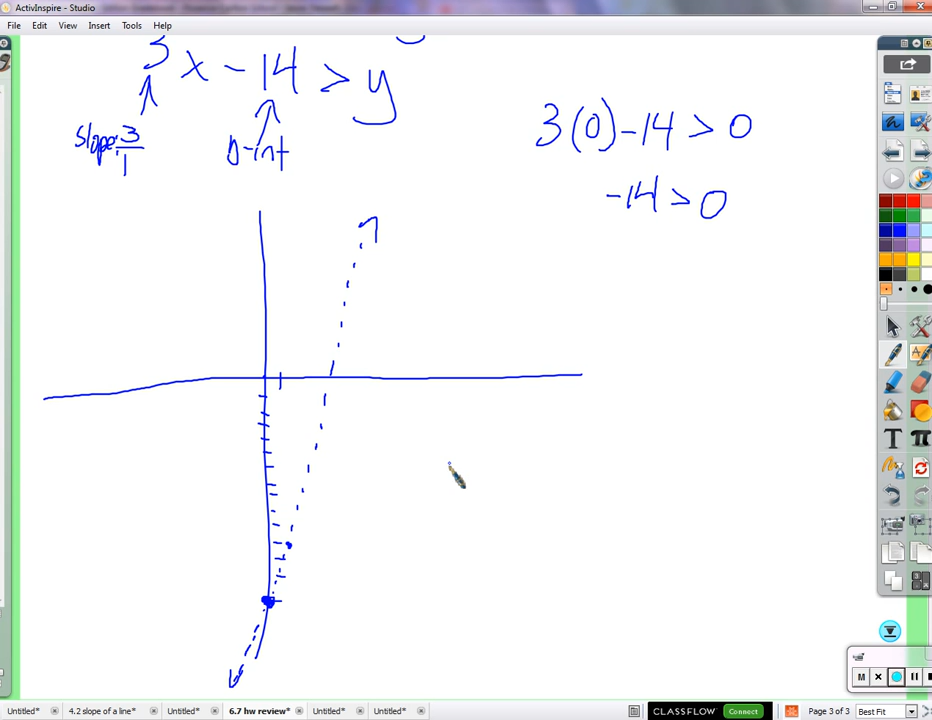 ActivInspire - Studio
File Edit View Insert Tools Help
3x - 14 > y
slope: 3/1
y-int
3(0) - 14 > 0
-14 > 0
Untitled* 4.2 slope of a line* Untitled* 6.7 hw review* Untitled* Untitled* CLASSFLOW Connect Page 3 of 3 Best Fit